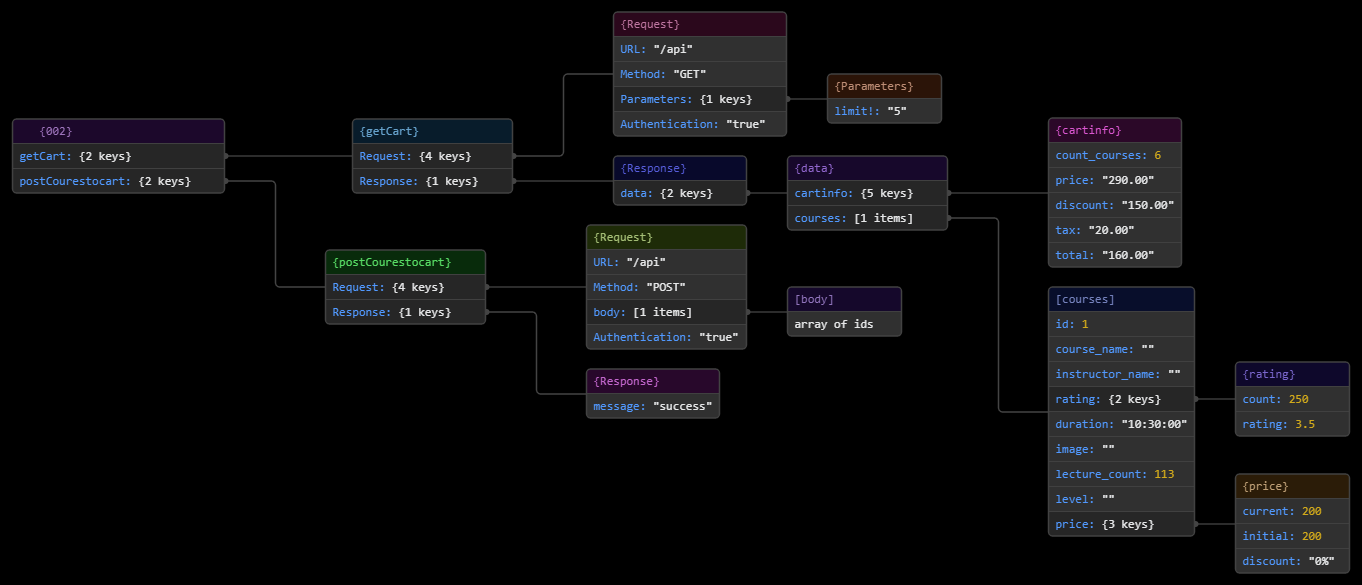 {002}
getCart: {2 keys}
postCourestocart: {2 keys}
{getCart}
Request: {4 keys}
Response: {1 keys}
{Request}
URL: "/api"
Method: "GET"
Parameters: {1 keys}
Authentication: "true"
{Parameters}
limit!: "5"
{Response}
data: {2 keys}
{data}
cartinfo: {5 keys}
courses: [1 items]
{cartinfo}
count_courses: 6
price: "290.00"
discount: "150.00"
tax: "20.00"
total: "160.00"
{postCourestocart}
Request: {4 keys}
Response: {1 keys}
{Request}
URL: "/api"
Method: "POST"
body: [1 items]
Authentication: "true"
[body]
array of ids
{Response}
message: "success"
[courses]
id: 1
course_name: ""
instructor_name: ""
rating: {2 keys}
duration: "10:30:00"
image: ""
lecture_count: 113
level: ""
price: {3 keys}
{rating}
count: 250
rating: 3.5
{price}
current: 200
initial: 200
discount: "0%"